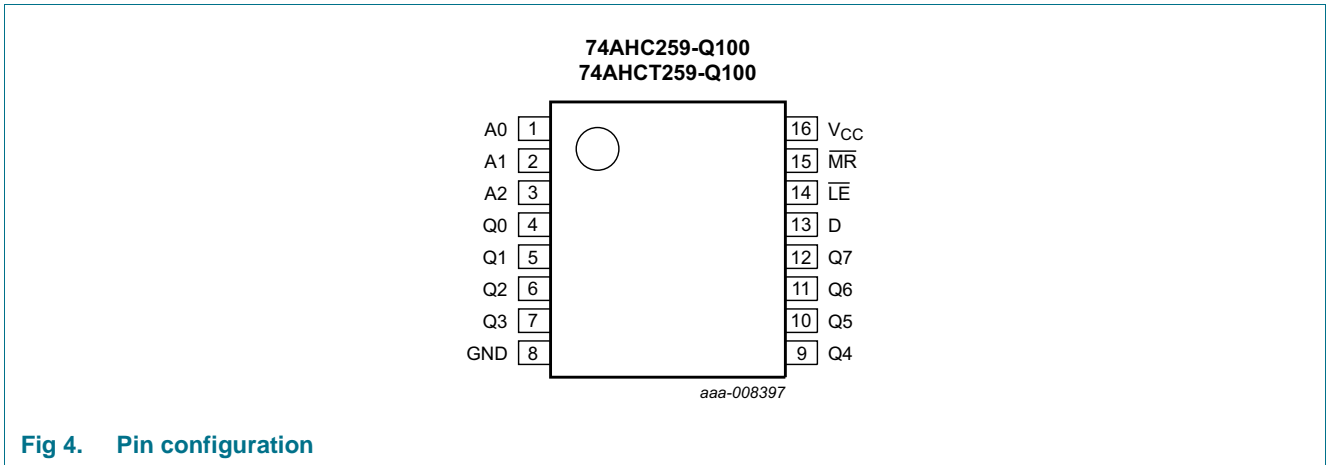 74AHC259-Q100
74AHCT259-Q100
A0 1 16 VCC
A1 2 15 M̅R̅
A2 3 14 L̅E̅
Q0 4 13 D
Q1 5 12 Q7
Q2 6 11 Q6
Q3 7 10 Q5
GND 8 9 Q4
aaa-008397
Fig 4. Pin configuration